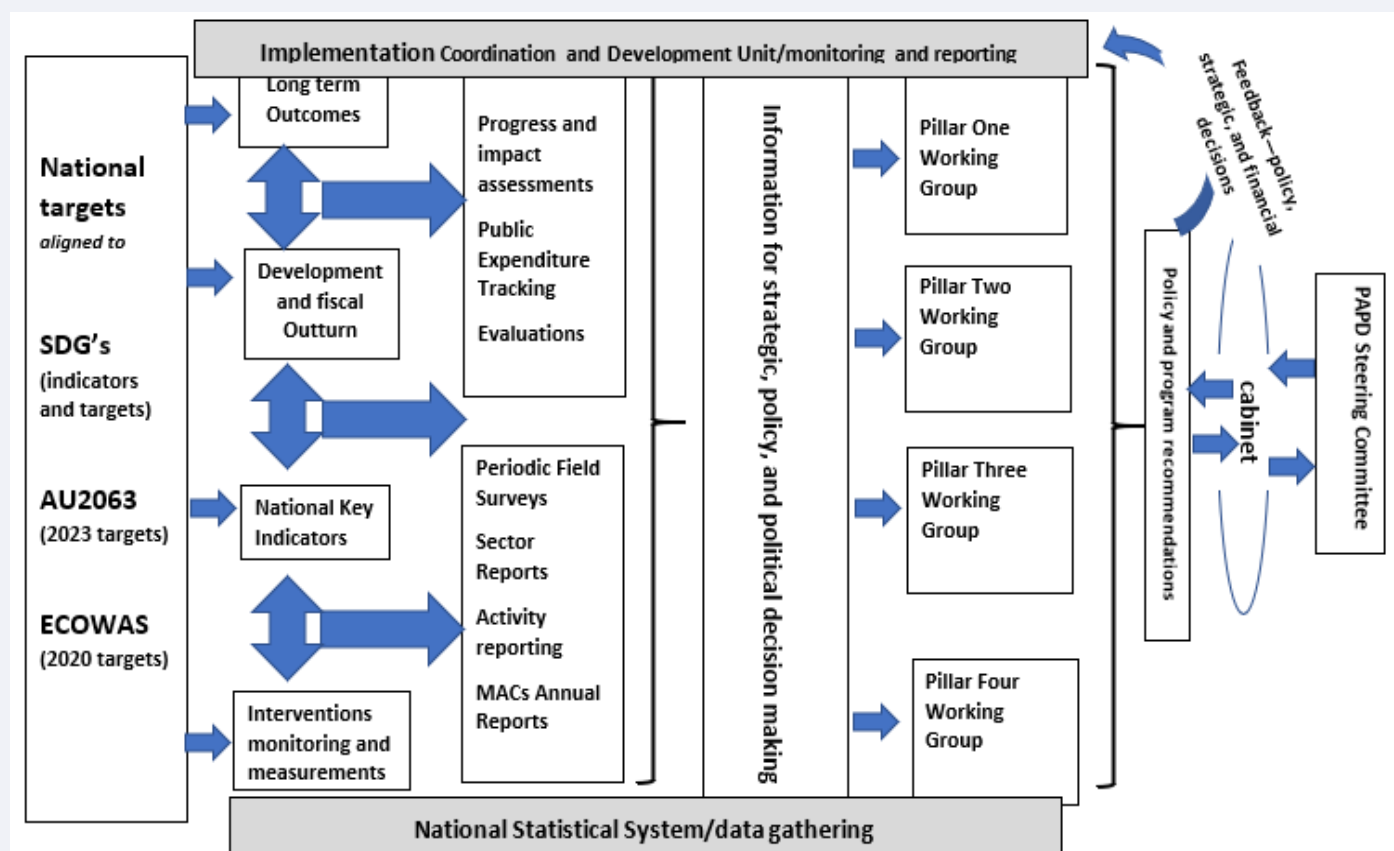 Implementation Coordination and Development Unit/monitoring and reporting
National
targets
aligned to
SDG's
(indicators
and targets)
AU2063
(2023 targets)
ECOWAS
(2020 targets)
Long term
Outcomes
Development
and fiscal
Outturn
National Key
Indicators
Interventions
monitoring and
measurements
Progress and
impact
assessments
Public
Expenditure
Tracking
Evaluations
Periodic Field
Surveys
Sector
Reports
Activity
reporting
MACs Annual
Reports
Information for strategic, policy, and political decision making
Pillar One
Working
Group
Pillar Two
Working
Group
Pillar Three
Working
Group
Pillar Four
Working
Group
Policy and program recommendations
Feedback—policy,
strategic, and financial
decisions
cabinet
PAPD Steering Committee
National Statistical System/data gathering